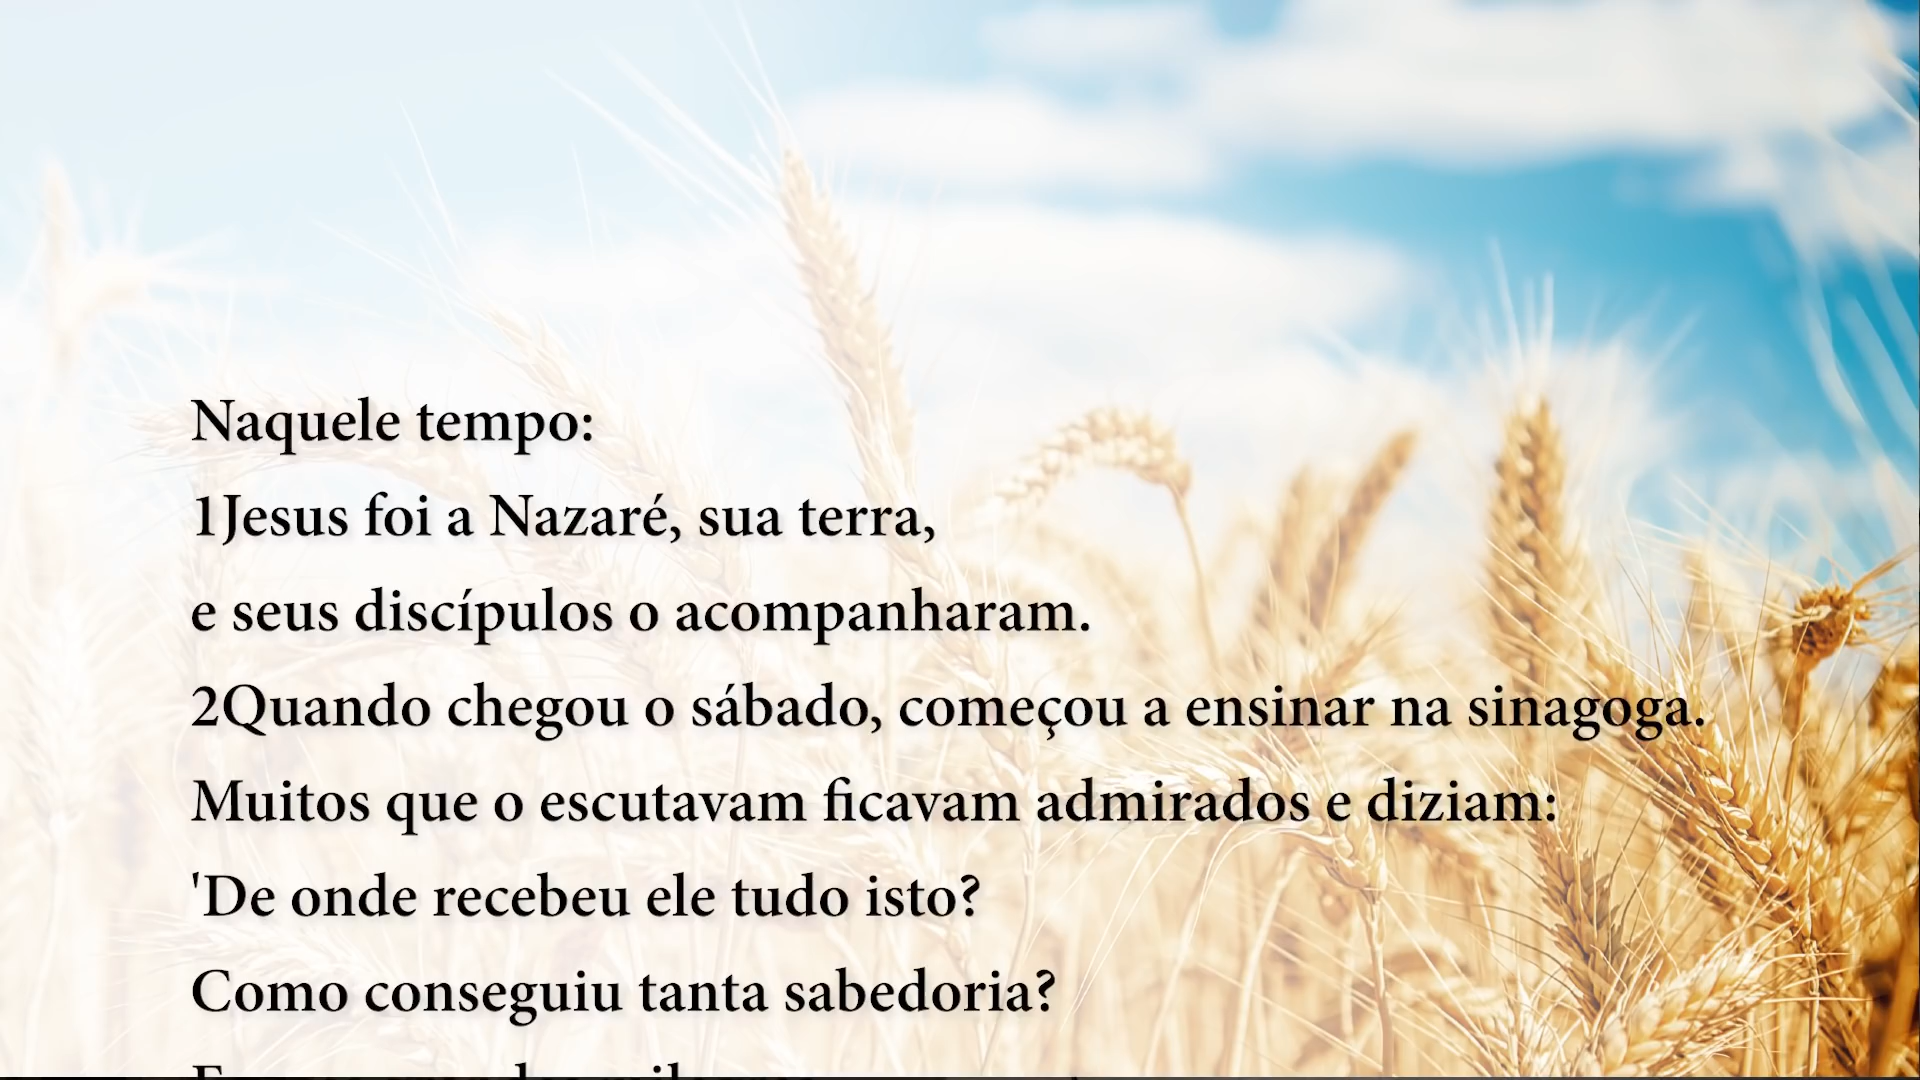 Naquele tempo:
1Jesus foi a Nazaré, sua terra,
e seus discípulos o acompanharam.
2Quando chegou o sábado, começou a ensinar na sinagoga.
Muitos que o escutavam ficavam admirados e diziam:
'De onde recebeu ele tudo isto?
Como conseguiu tanta sabedoria?